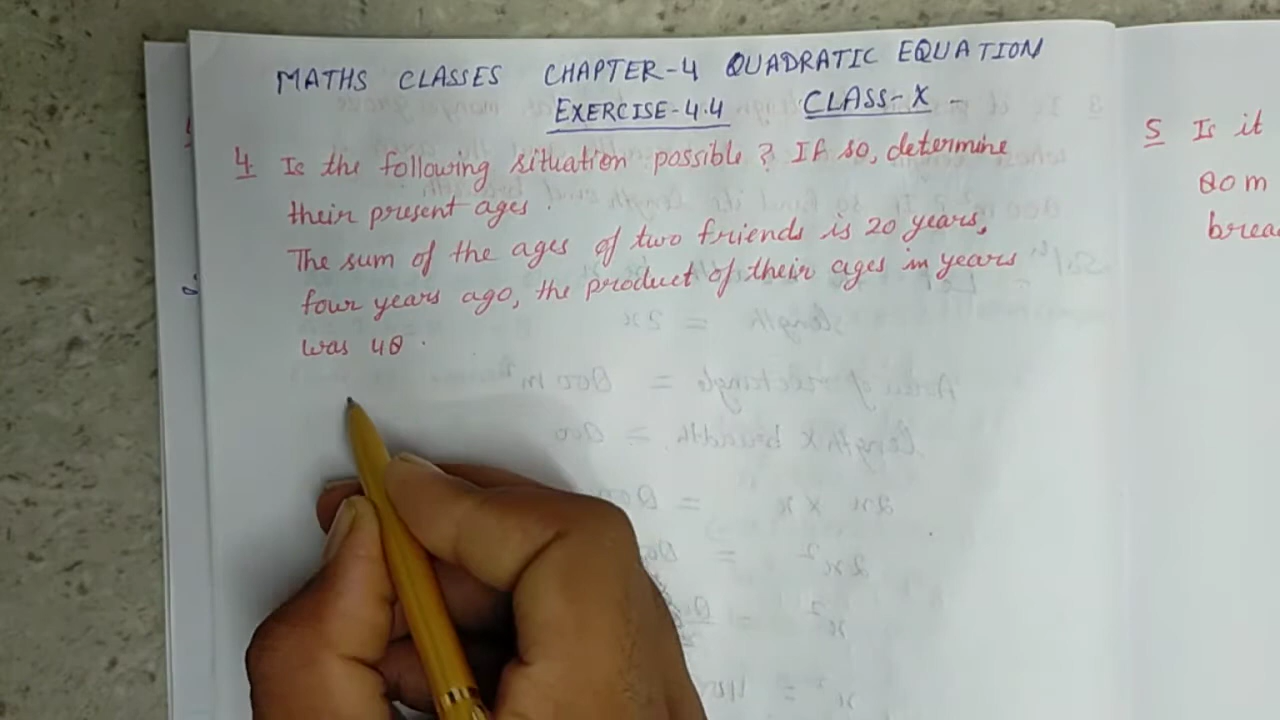 MATHS CLASSES CHAPTER-4 QUADRATIC EQUATION
EXERCISE-4.4 CLASS-X -
4 Is the following situation possible ? If so, determine
their present ages.
The sum of the ages of two friends is 20 years,
four years ago, the product of their ages in years
was 48.
5 Is it
80 m
brea